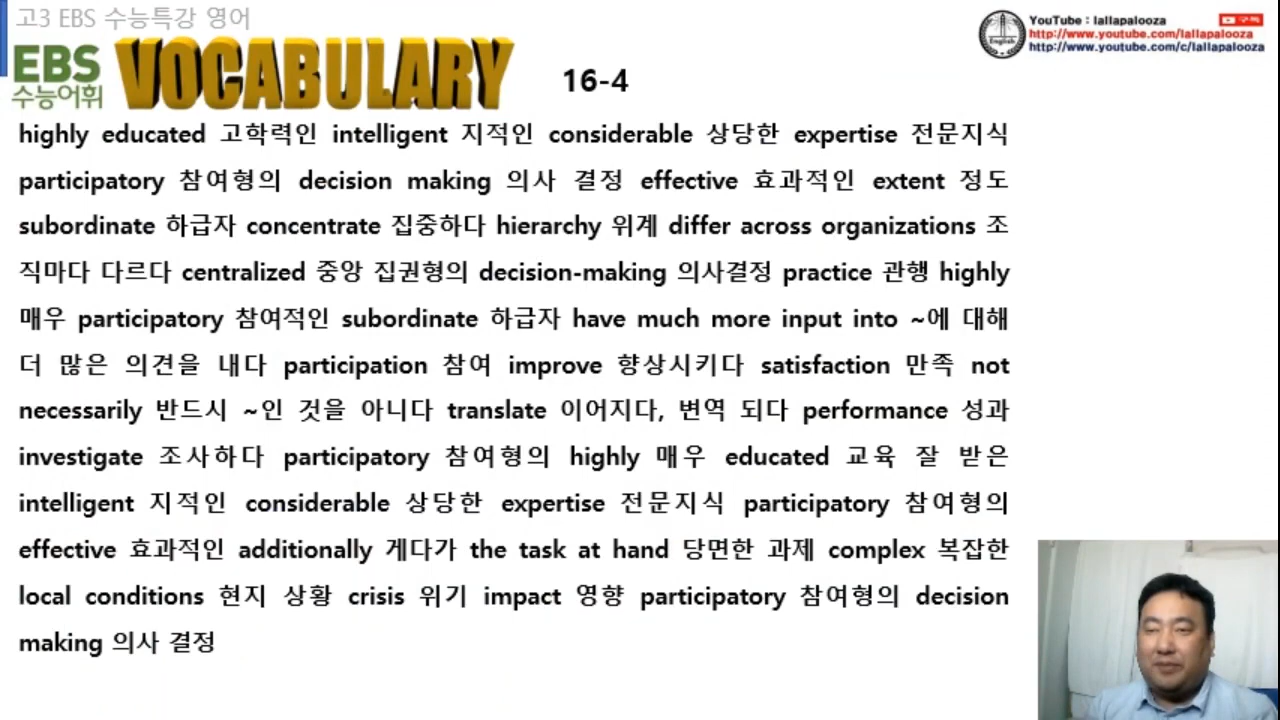 고3 EBS 수능특강 영어
EBS
수능어휘
VOCABULARY
16-4
YouTube : lallapalooza
구독
http://www.youtube.com/lallapalooza
http://www.youtube.com/c/lallapalooza
English
highly educated 고학력인 intelligent 지적인 considerable 상당한 expertise 전문지식
participatory 참여형의 decision making 의사 결정 effective 효과적인 extent 정도
subordinate 하급자 concentrate 집중하다 hierarchy 위계 differ across organizations 조
직마다 다르다 centralized 중앙 집권형의 decision-making 의사결정 practice 관행 highly
매우 participatory 참여적인 subordinate 하급자 have much more input into ~에 대해
더 많은 의견을 내다 participation 참여 improve 향상시키다 satisfaction 만족 not
necessarily 반드시 ~인 것을 아니다 translate 이어지다, 번역 되다 performance 성과
investigate 조사하다 participatory 참여형의 highly 매우 educated 교육 잘 받은
intelligent 지적인 considerable 상당한 expertise 전문지식 participatory 참여형의
effective 효과적인 additionally 게다가 the task at hand 당면한 과제 complex 복잡한
local conditions 현지 상황 crisis 위기 impact 영향 participatory 참여형의 decision
making 의사 결정